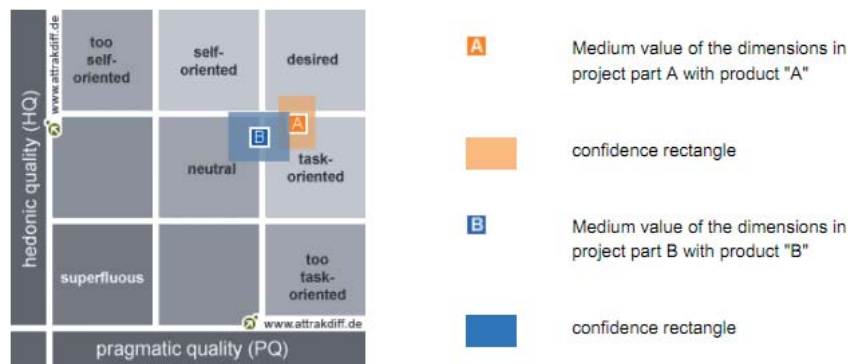 www.attrakdiff.de
hedonic quality (HQ)
too
self-
oriented
self-
oriented
desired
neutral
task-
oriented
superfluous
too
task-
oriented
A
B
www.attrakdiff.de
pragmatic quality (PQ)
A
Medium value of the dimensions in
project part A with product "A"
confidence rectangle
B
Medium value of the dimensions in
project part B with product "B"
confidence rectangle